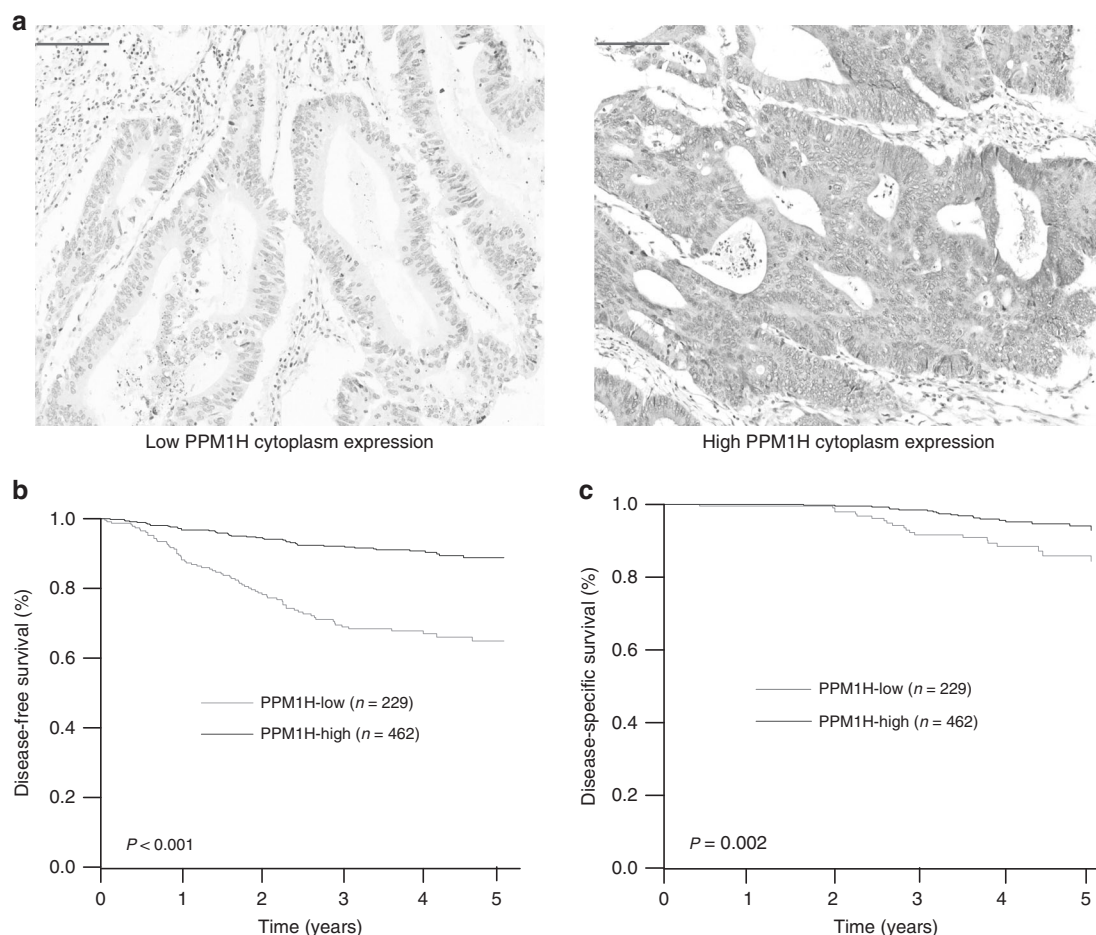 a
Low PPM1H cytoplasm expression
High PPM1H cytoplasm expression
b
Disease-free survival (%)
1.0
0.8
0.6
0.4
0.2
0.0
PPM1H-low (n = 229)
PPM1H-high (n = 462)
P < 0.001
0 1 2 3 4 5
Time (years)
c
Disease-specific survival (%)
1.0
0.8
0.6
0.4
0.2
0.0
PPM1H-low (n = 229)
PPM1H-high (n = 462)
P = 0.002
0 1 2 3 4 5
Time (years)